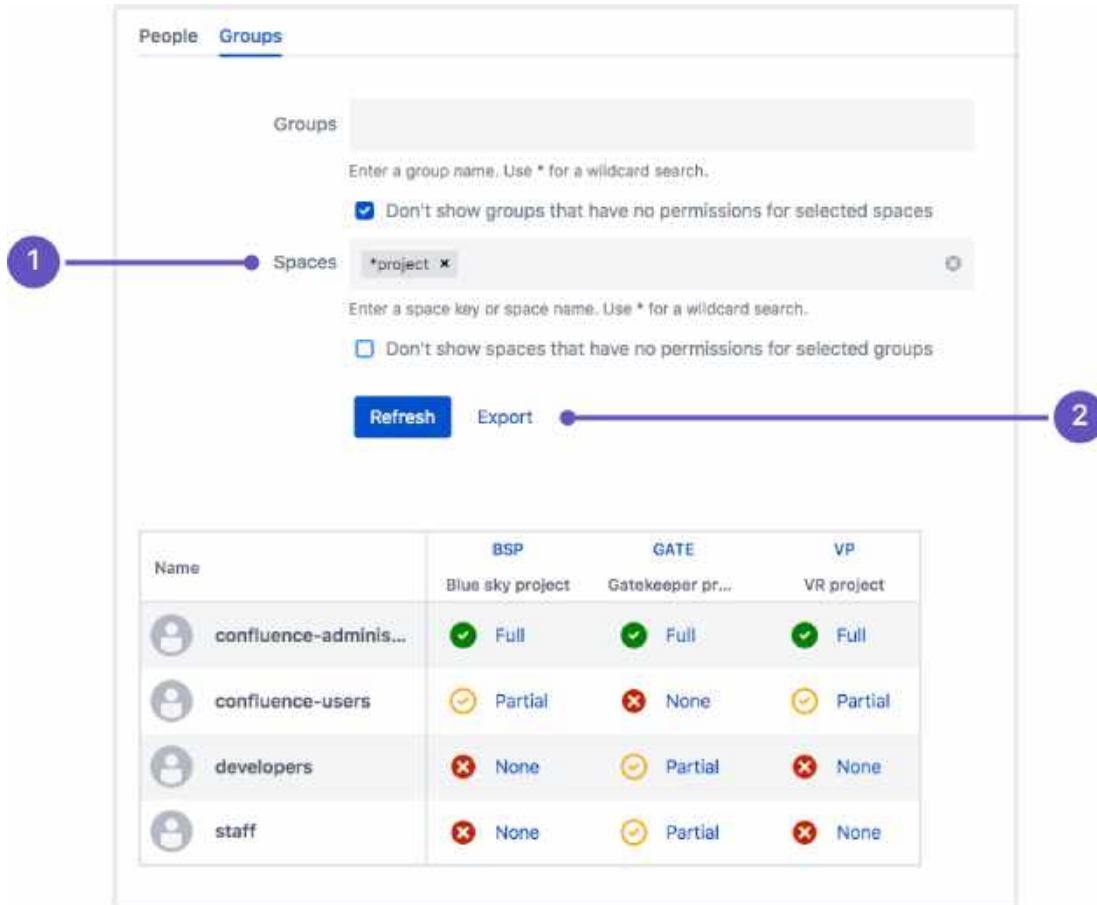 People Groups
Groups
Enter a group name. Use * for a wildcard search.
Don't show groups that have no permissions for selected spaces
1
Spaces *project ×
Enter a space key or space name. Use * for a wildcard search.
Don't show spaces that have no permissions for selected groups
Refresh Export
2
Name BSP GATE VP
Blue sky project Gatekeeper pr... VR project
confluence-adminis... Full Full Full
confluence-users Partial None Partial
developers None Partial None
staff None Partial None